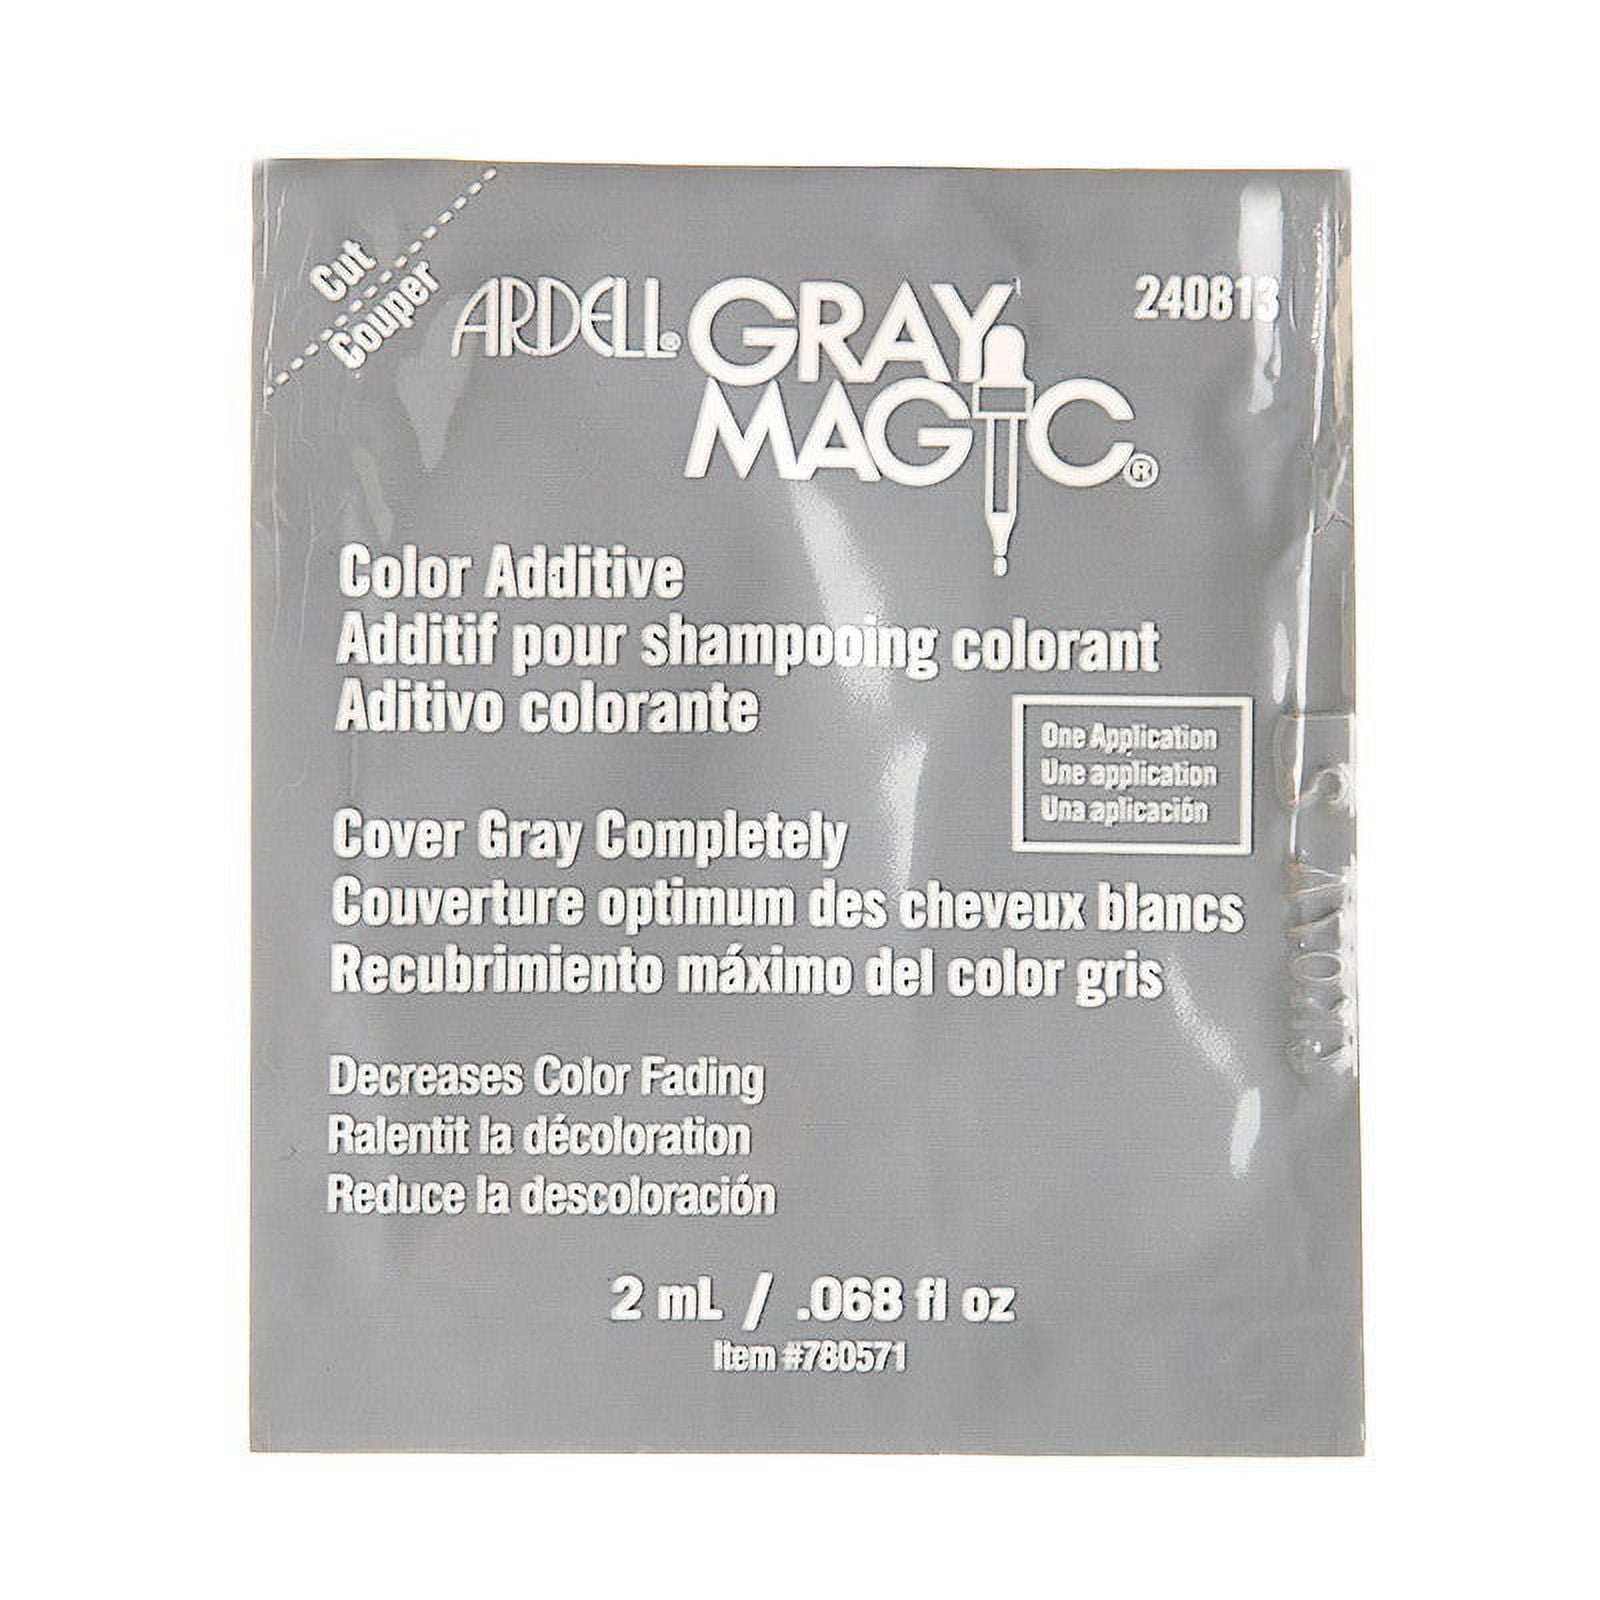 Cut
Couper
ARDELL® GRAY
MAGIC®
240813
Color Additive
Additif pour shampooing colorant
Aditivo colorante
One Application
Une application
Una aplicación
Cover Gray Completely
Couverture optimum des cheveux blancs
Recubrimiento máximo del color gris
Decreases Color Fading
Ralentit la décoloration
Reduce la descoloración
2 mL / .068 fl oz
Item #780571